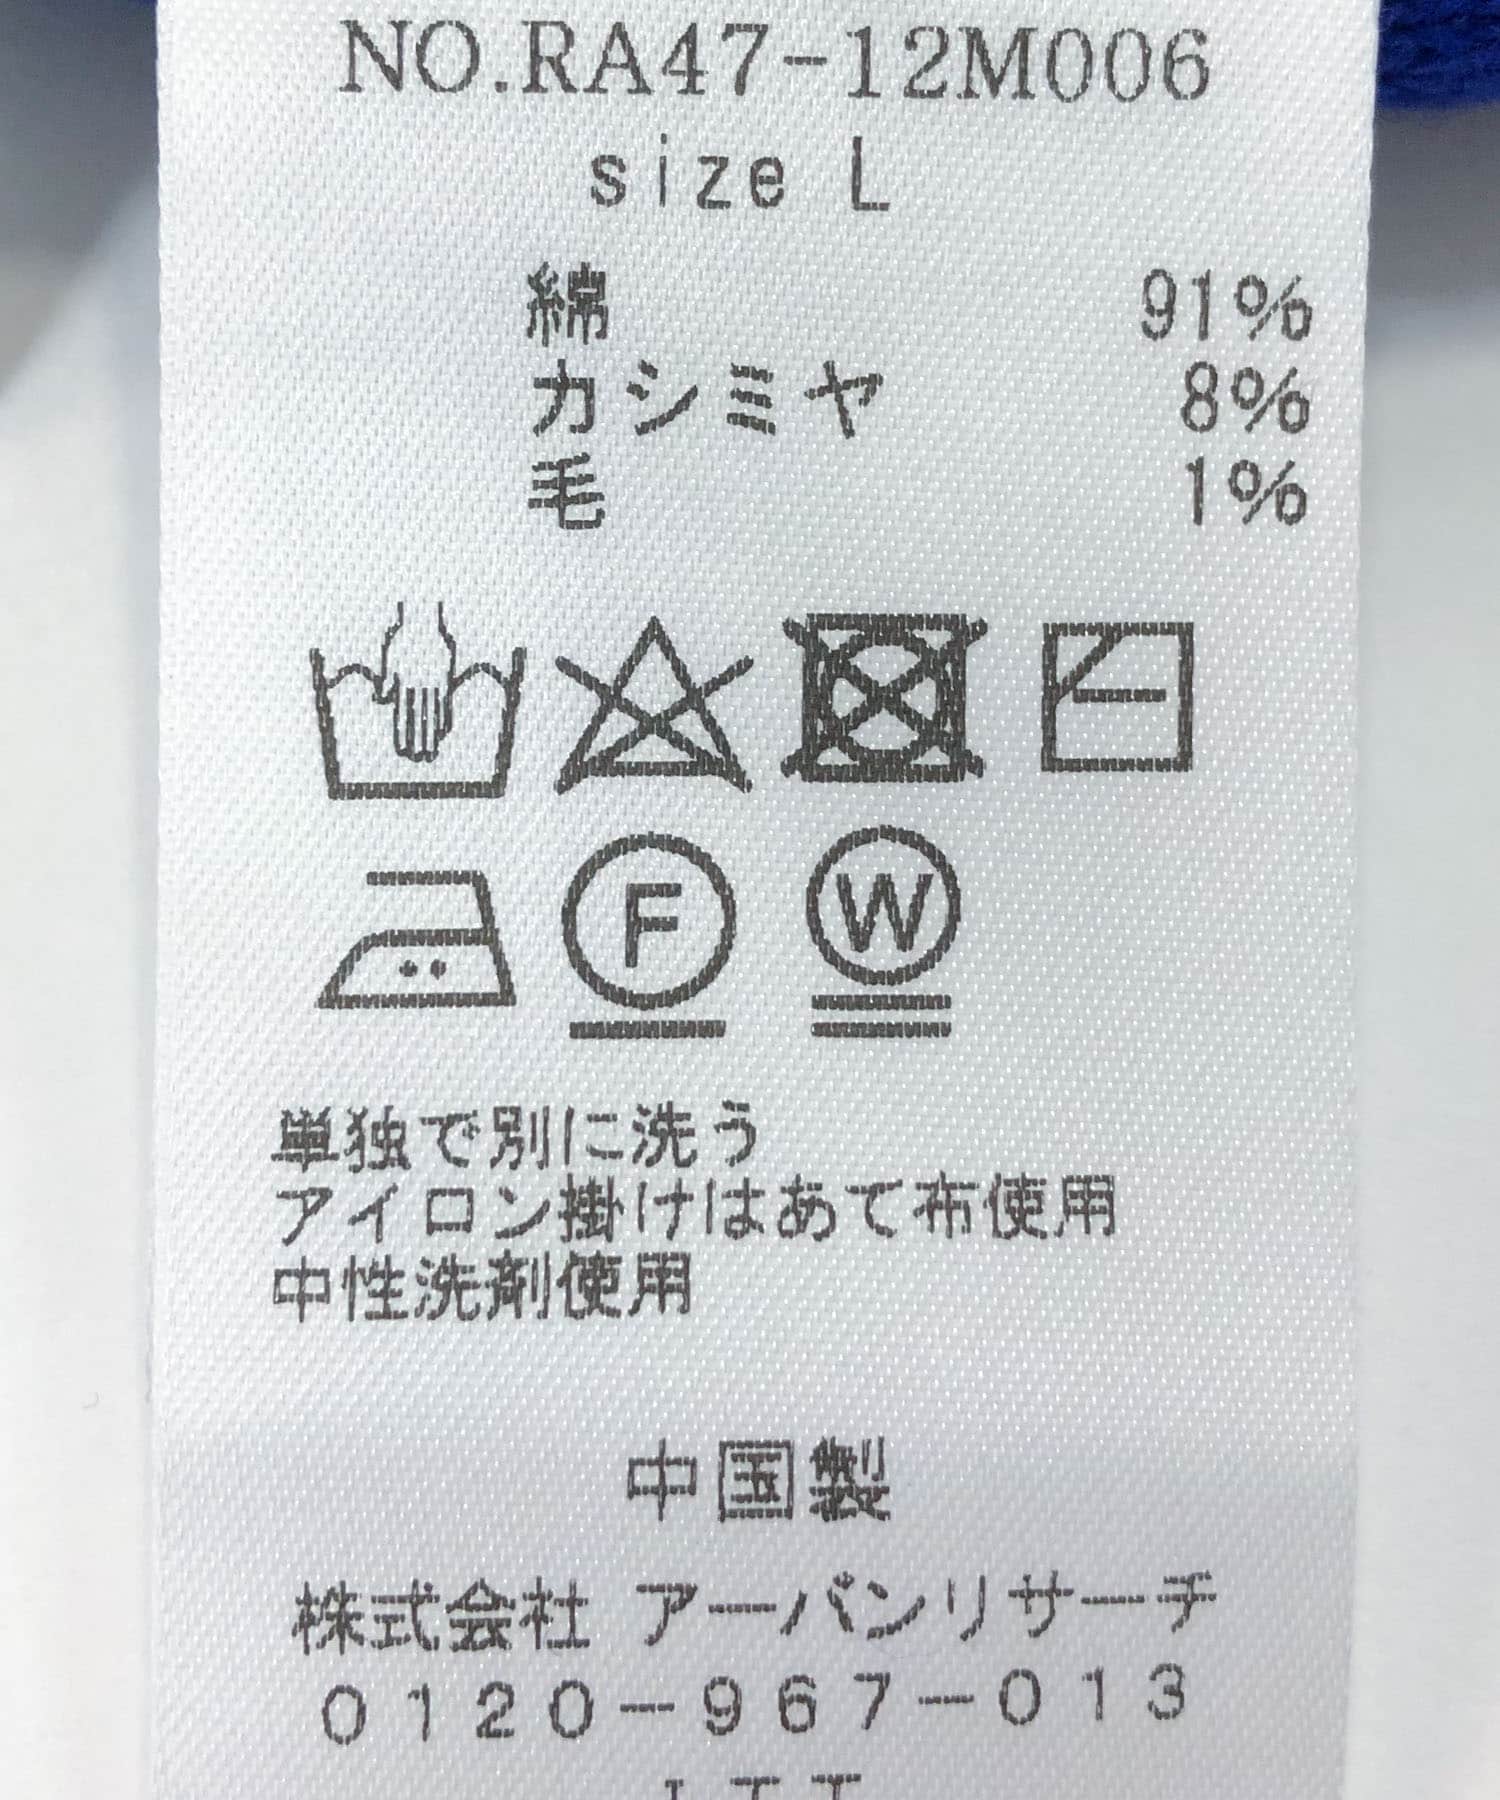 NO.RA47-12M006
size L
綿 91%
カシミヤ 8%
毛 1%
F W
単独で別に洗う
アイロン掛けはあて布使用
中性洗剤使用
中国製
株式会社 アーバンリサーチ
0120-967-013